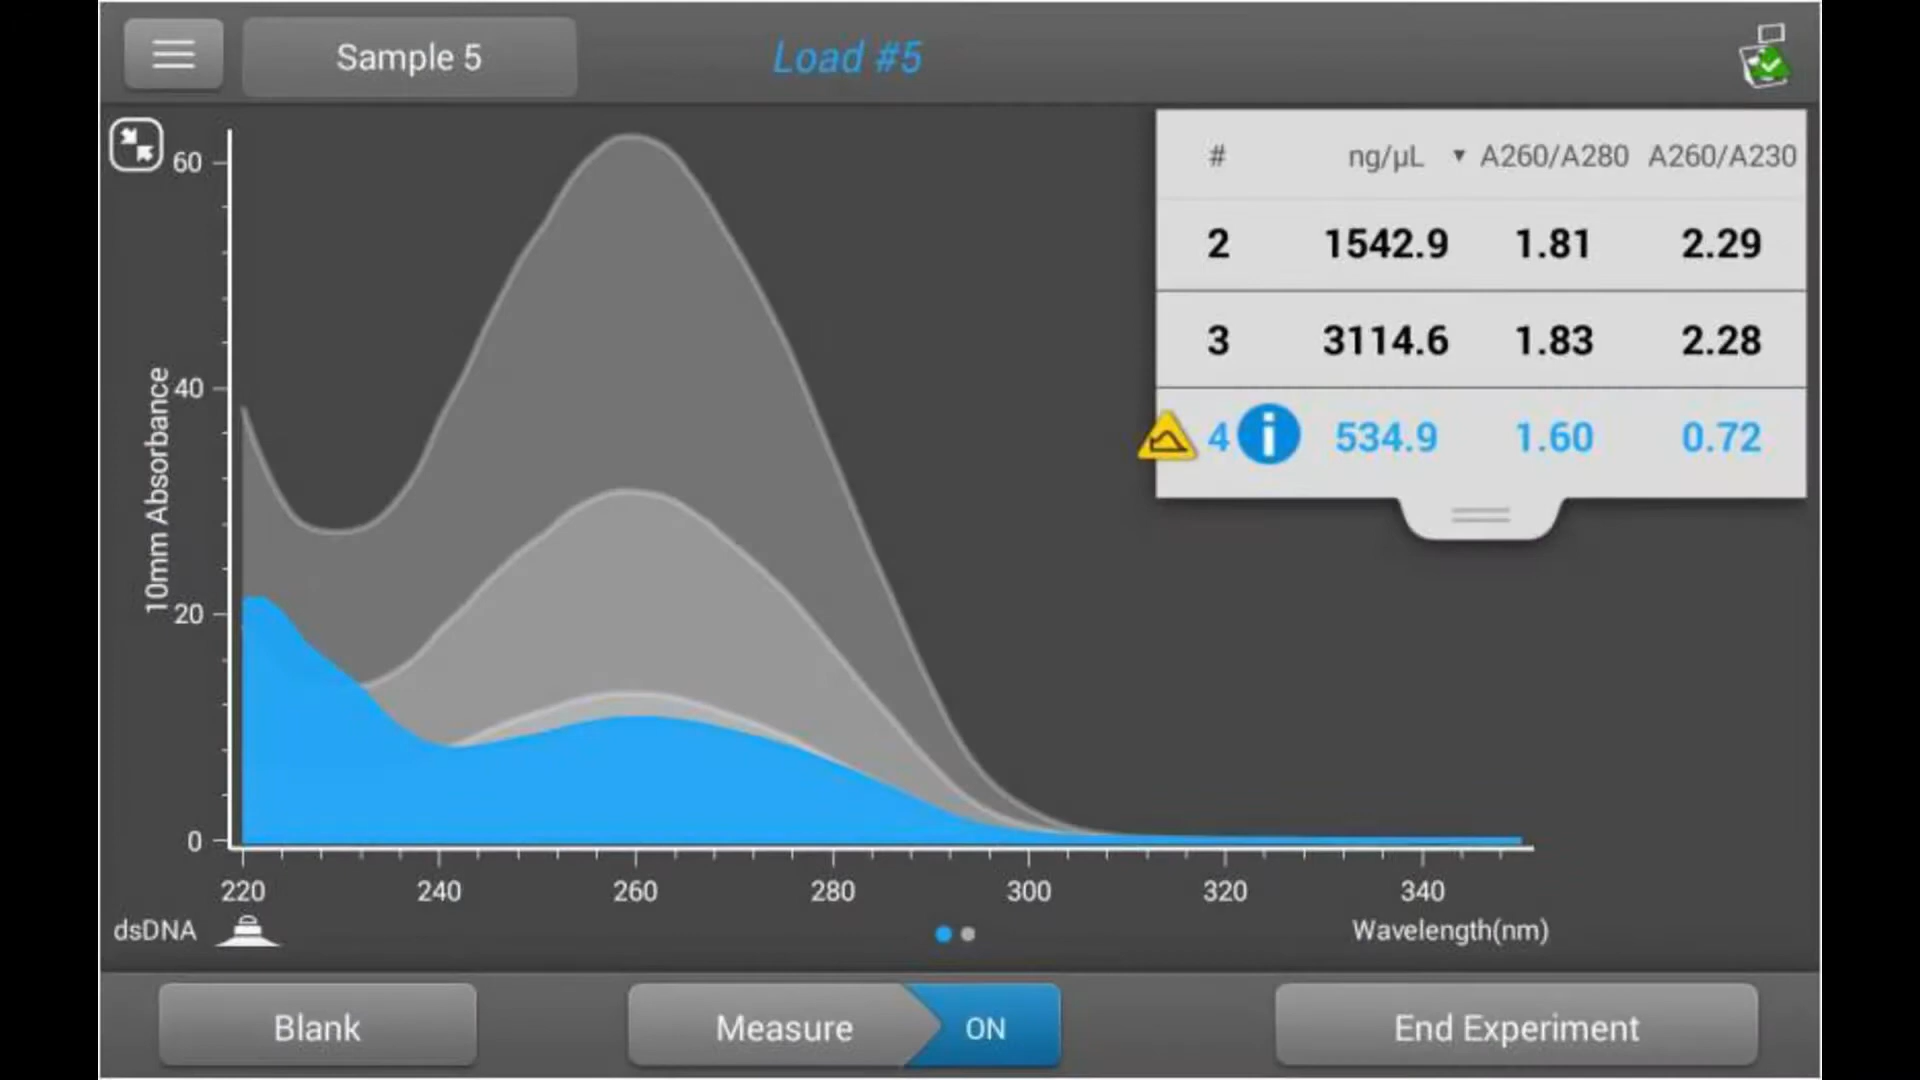 Sample 5
Load #5
# ng/µL ▼ A260/A280 A260/A230
2 1542.9 1.81 2.29
3 3114.6 1.83 2.28
4 i 534.9 1.60 0.72
10mm Absorbance
60
40
20
0
220 240 260 280 300 320 340
dsDNA
Wavelength(nm)
Blank
Measure ON
End Experiment